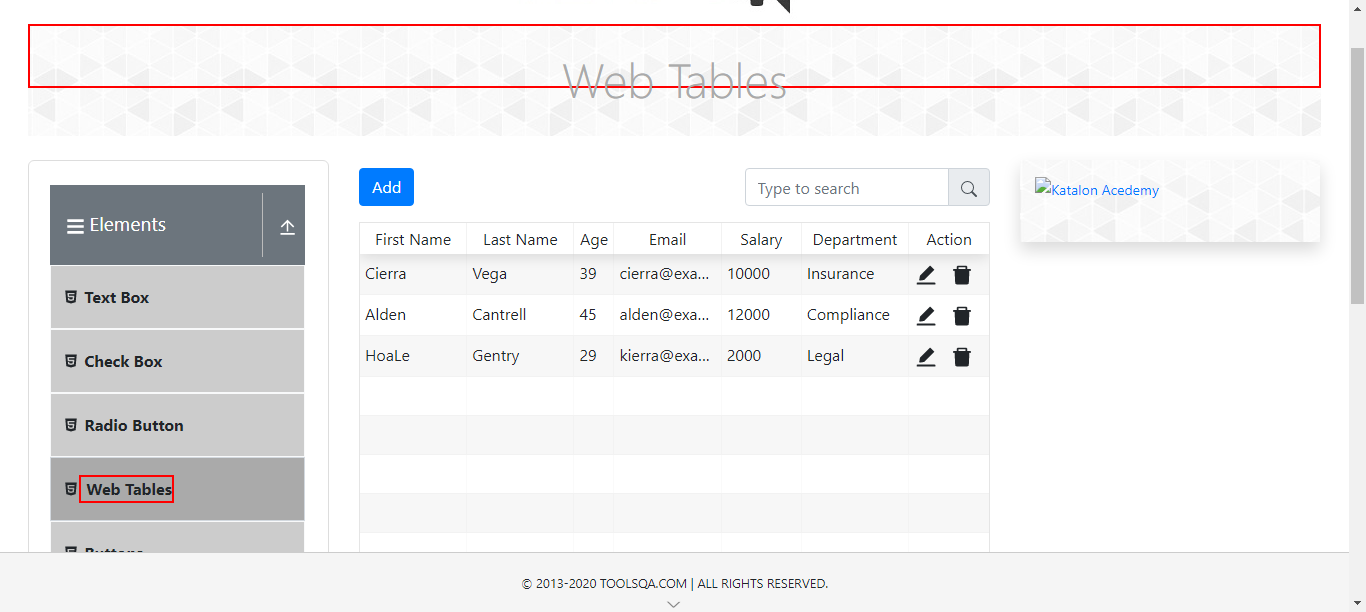 Web Tables
Elements
Text Box
Check Box
Radio Button
Web Tables
Buttons
Add
Type to search
First Name Last Name Age Email Salary Department Action
Cierra Vega 39 cierra@exa... 10000 Insurance
Alden Cantrell 45 alden@exa... 12000 Compliance
HoaLe Gentry 29 kierra@exa... 2000 Legal
Katalon Acedemy
© 2013-2020 TOOLSQA.COM | ALL RIGHTS RESERVED.